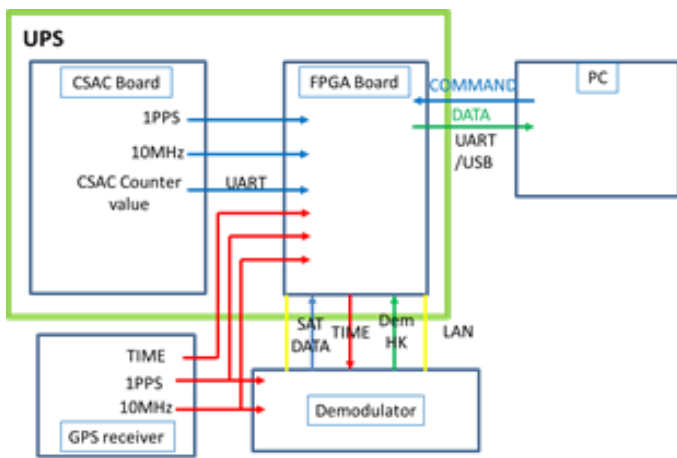 UPS
CSAC Board
1PPS
10MHz
CSAC Counter
value
UART
FPGA Board
COMMAND
DATA
UART
/USB
PC
SAT
DATA
TIME
Dem
HK
LAN
TIME
1PPS
10MHz
GPS receiver
Demodulator